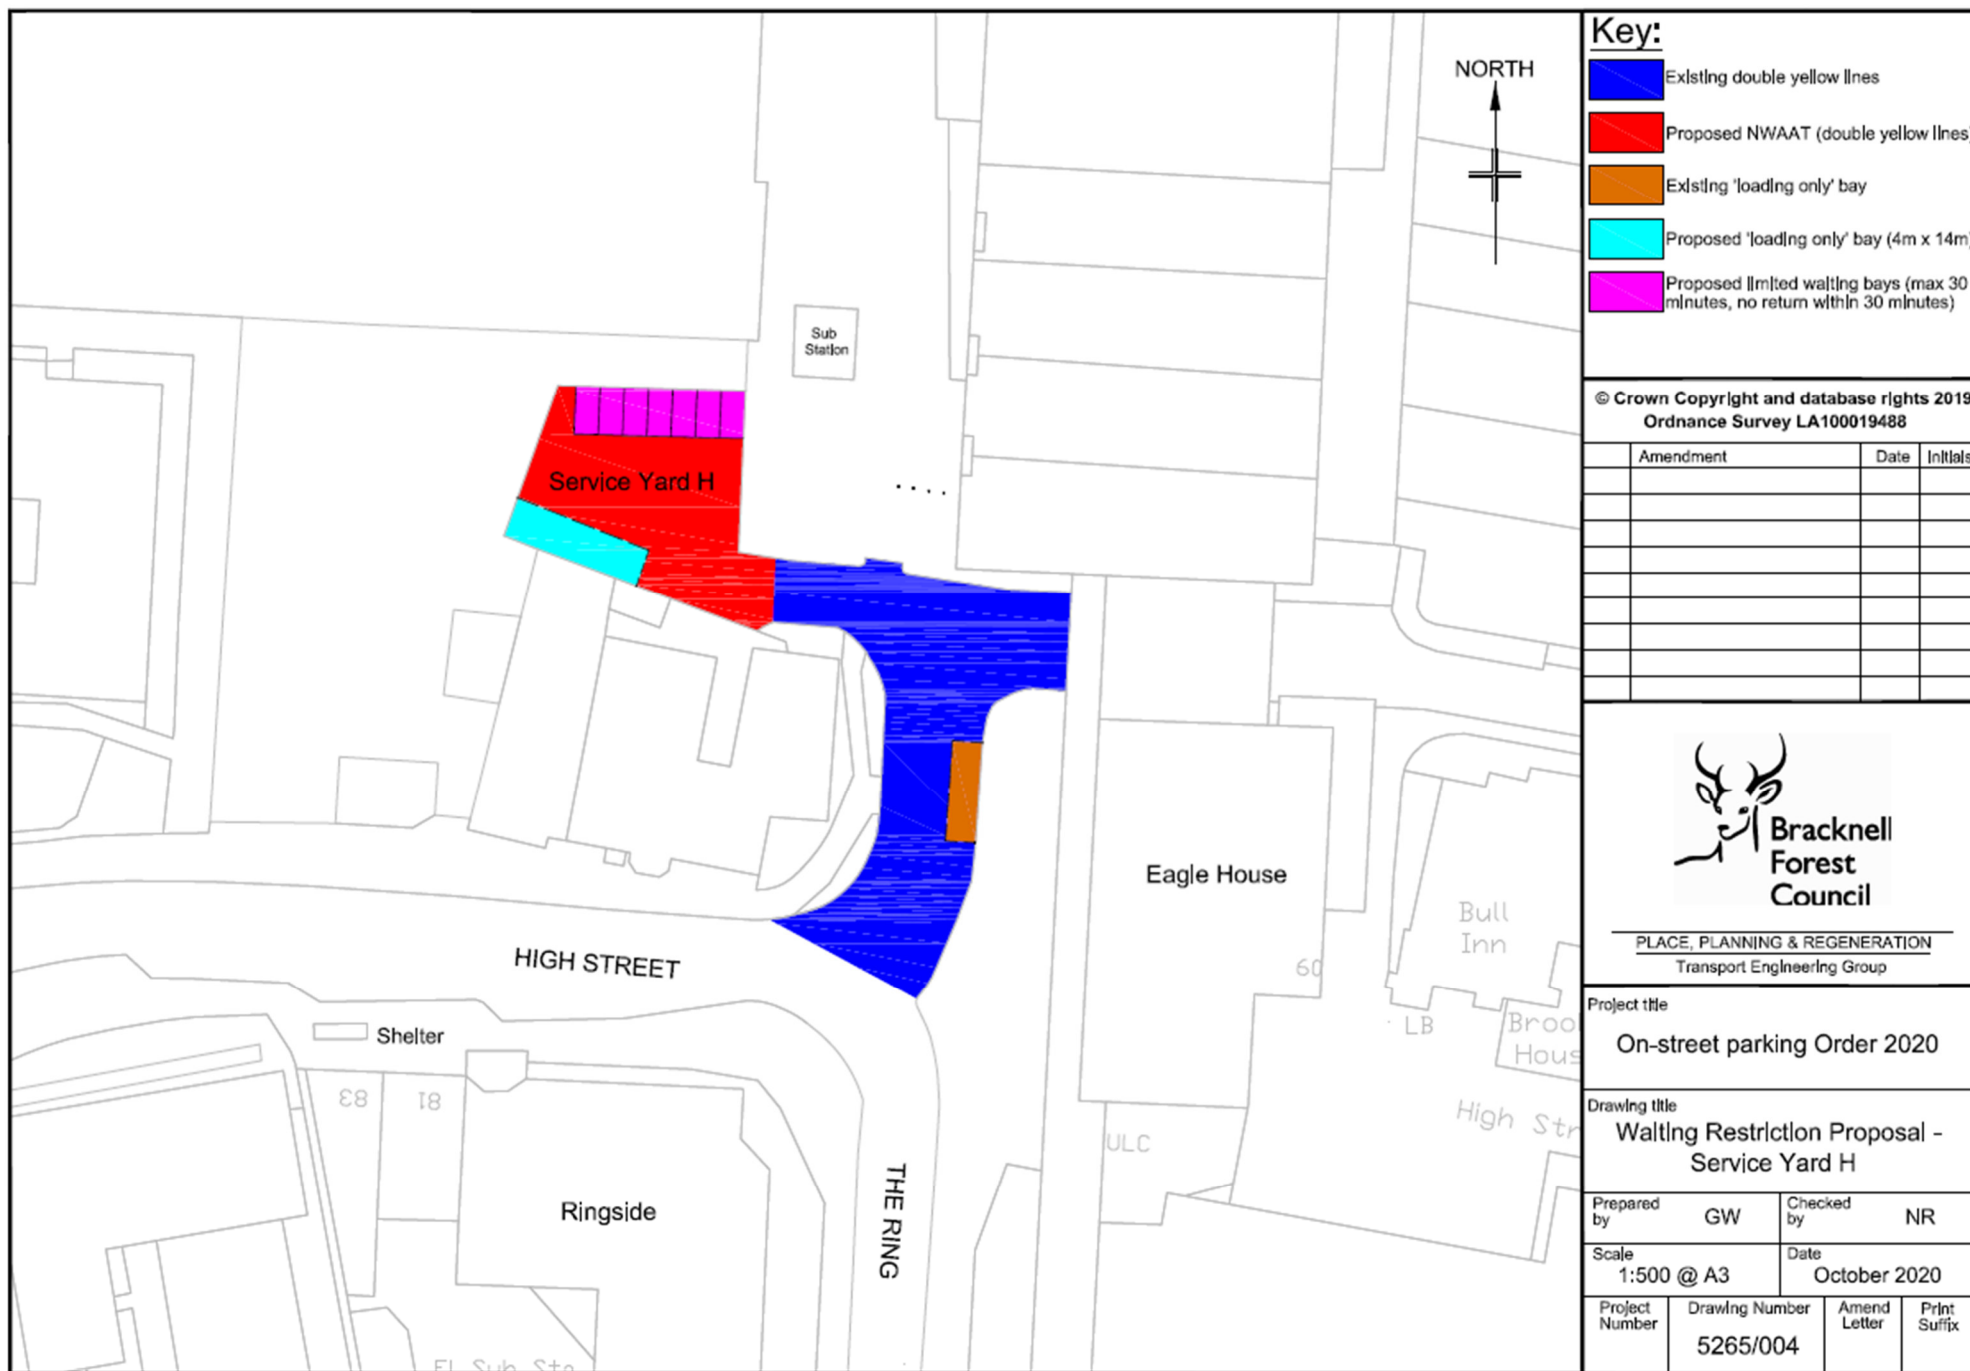 NORTH
Sub
Station
Service Yard H
Eagle House
Bull
Inn
60
HIGH STREET
LB
Shelter
83
81
High
ULC
THE RING
Ringside
Key:
Existing double yellow lines
Proposed NWAAT (double yellow lines)
Existing 'loading only' bay
Proposed 'loading only' bay (4m x 14m)
Proposed limited waiting bays (max 30
minutes, no return within 30 minutes)
© Crown Copyright and database rights 2019
Ordnance Survey LA100019488
Amendment Date Initials
Bracknell
Forest
Council
PLACE, PLANNING & REGENERATION
Transport Engineering Group
Project title
On-street parking Order 2020
Drawing title
Waiting Restriction Proposal -
Service Yard H
Prepared
by GW
Checked
by NR
Scale
1:500 @ A3
Date
October 2020
Project
Number
Drawing Number
5265/004
Amend
Letter
Print
Suffix